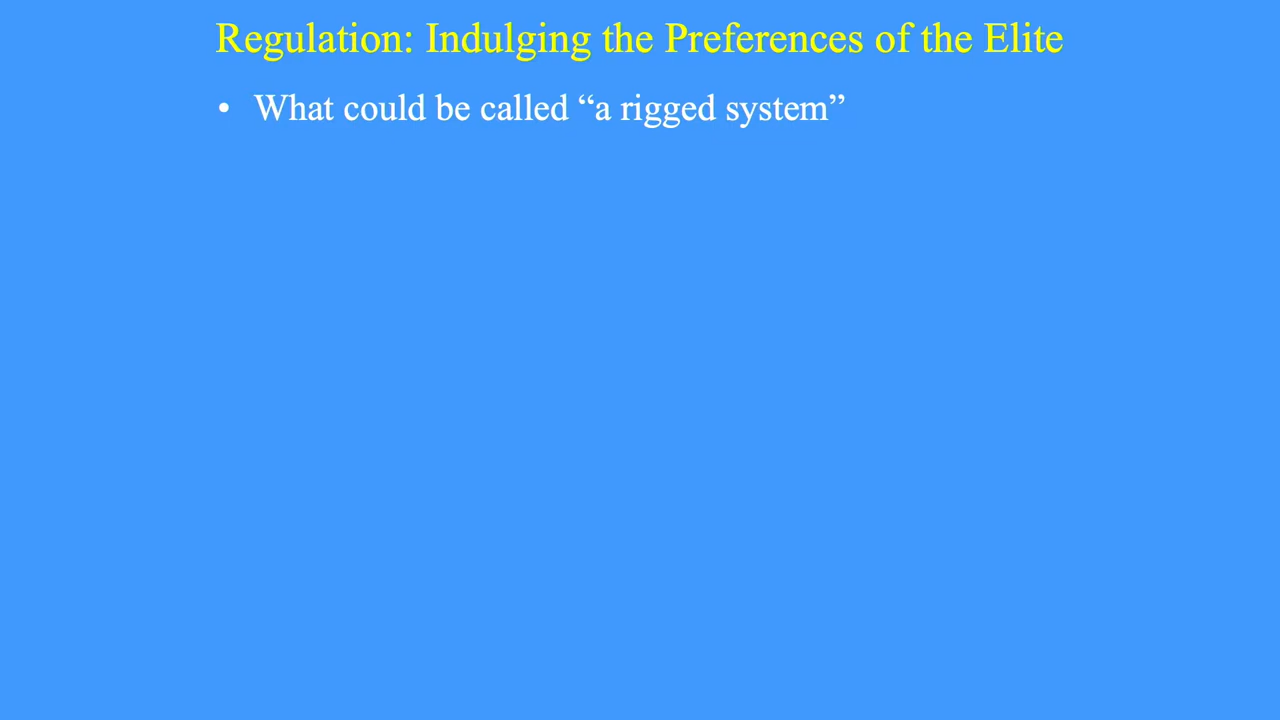 Regulation: Indulging the Preferences of the Elite
• What could be called “a rigged system”